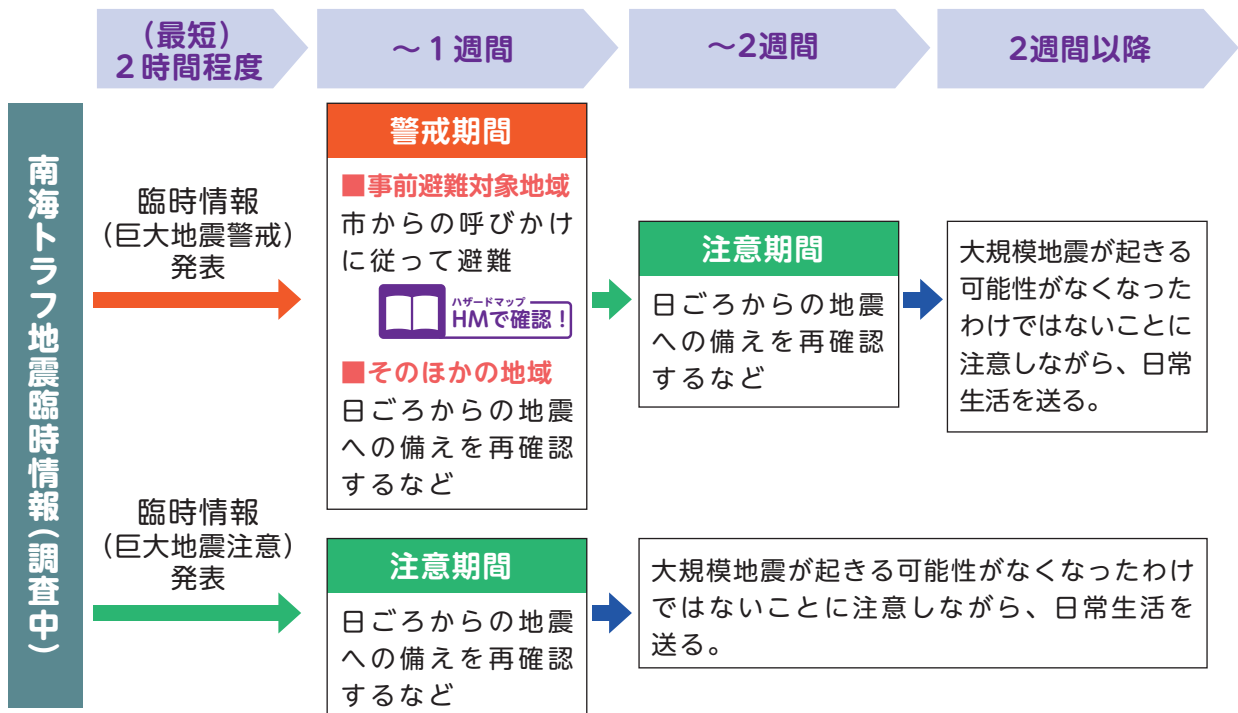 （最短）
２時間程度
～１週間
～2週間
2週間以降
南海トラフ地震臨時情報（調査中）
臨時情報
（巨大地震警戒）
発表
警戒期間
■事前避難対象地域
市からの呼びかけ
に従って避難
ハザードマップ
HMで確認！
■そのほかの地域
日ごろからの地震
への備えを再確認
するなど
注意期間
日ごろからの地震
への備えを再確認
するなど
大規模地震が起きる
可能性がなくなった
わけではないことに
注意しながら、日常
生活を送る。
臨時情報
（巨大地震注意）
発表
注意期間
日ごろからの地震
への備えを再確認
するなど
大規模地震が起きる可能性がなくなったわけ
ではないことに注意しながら、日常生活を
送る。